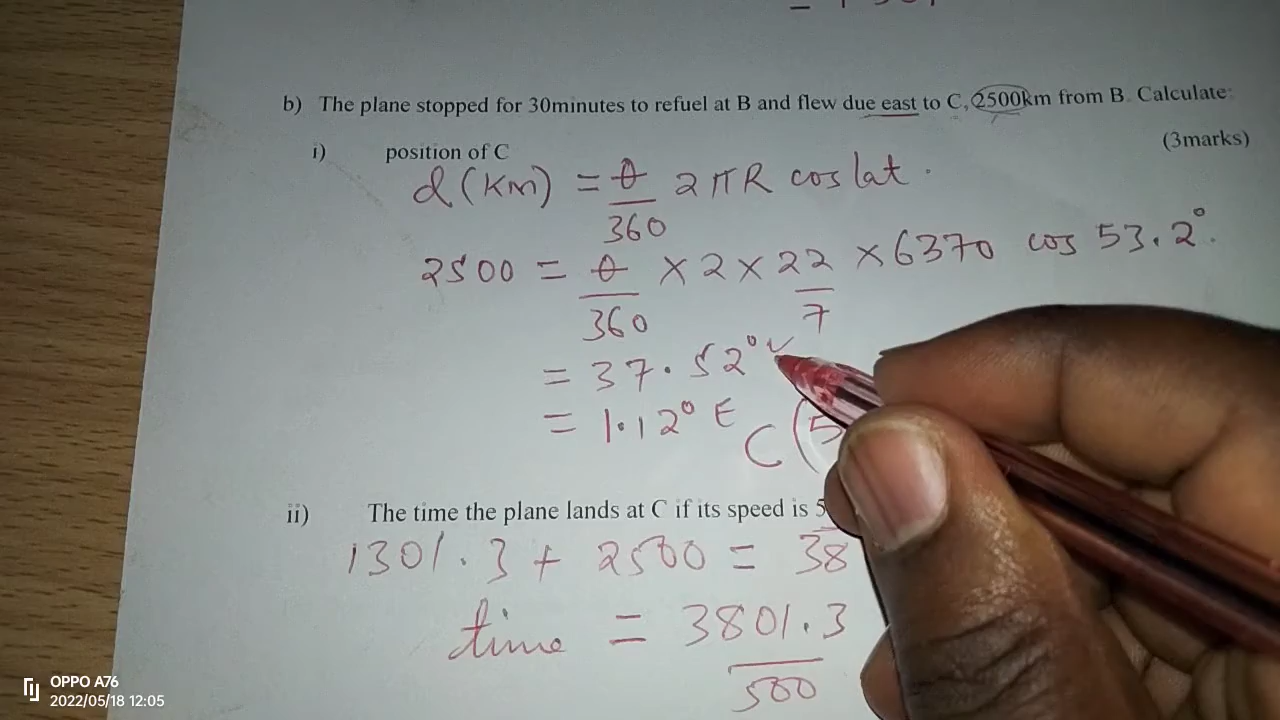 b) The plane stopped for 30minutes to refuel at B and flew due east to C, 2500km from B. Calculate:
i) position of C (3marks)
d (Km) = θ/360 2πR cos lat.
2500 = θ/360 × 2 × 22/7 × 6370 cos 53.2°.
= 37.52° ✓
= 1.12° E
C (5
ii) The time the plane lands at C if its speed is 5
1301.3 + 2500 = 38
time = 3801.3/500
OPPO A76
2022/05/18 12:05